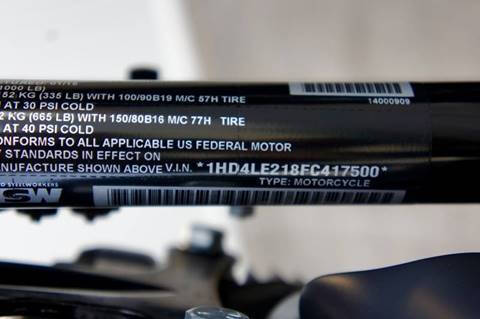 1000 LB)
52 KG (335 LB) WITH 100/90B19 M/C 57H TIRE
AT 30 PSI COLD
14000909
2 KG (665 LB) WITH 150/80B16 M/C 77H TIRE
AT 40 PSI COLD
CONFORMS TO ALL APPLICABLE US FEDERAL MOTOR
Y STANDARDS IN EFFECT ON
NUFACTURE SHOWN ABOVE V.I.N. *1HD4LE218FC417500*
TYPE: MOTORCYCLE
D STEELWORKERS